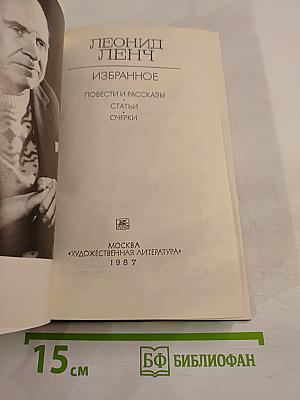 ЛЕОНИД
ЛЕНЧ
ИЗБРАННОЕ
ПОВЕСТИ И РАССКАЗЫ
•
СТАТЬИ
•
ОЧЕРКИ
МОСКВА
«ХУДОЖЕСТВЕННАЯ ЛИТЕРАТУРА»
1987
15 см
БФ БИБЛИОФАН